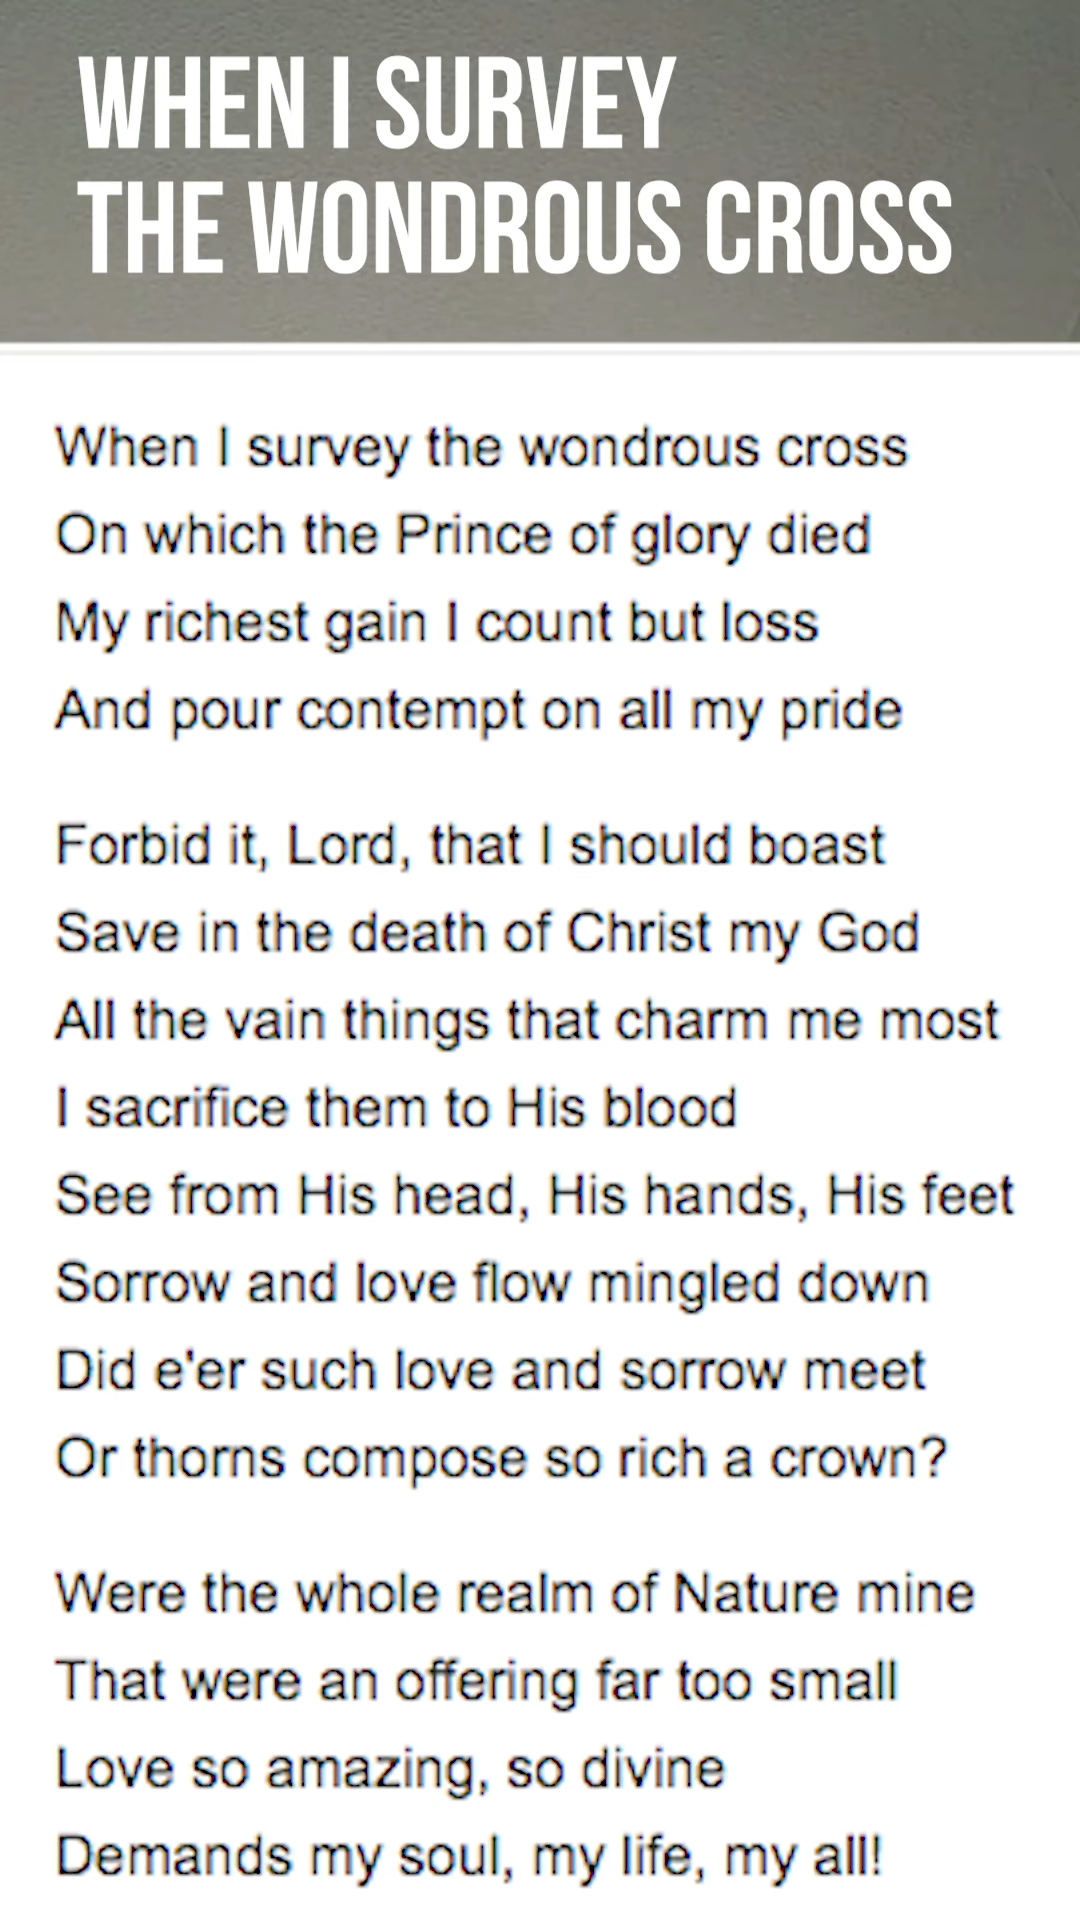 WHEN I SURVEY
THE WONDROUS CROSS
When I survey the wondrous cross
On which the Prince of glory died
My richest gain I count but loss
And pour contempt on all my pride
Forbid it, Lord, that I should boast
Save in the death of Christ my God
All the vain things that charm me most
I sacrifice them to His blood
See from His head, His hands, His feet
Sorrow and love flow mingled down
Did e'er such love and sorrow meet
Or thorns compose so rich a crown?
Were the whole realm of Nature mine
That were an offering far too small
Love so amazing, so divine
Demands my soul, my life, my all!